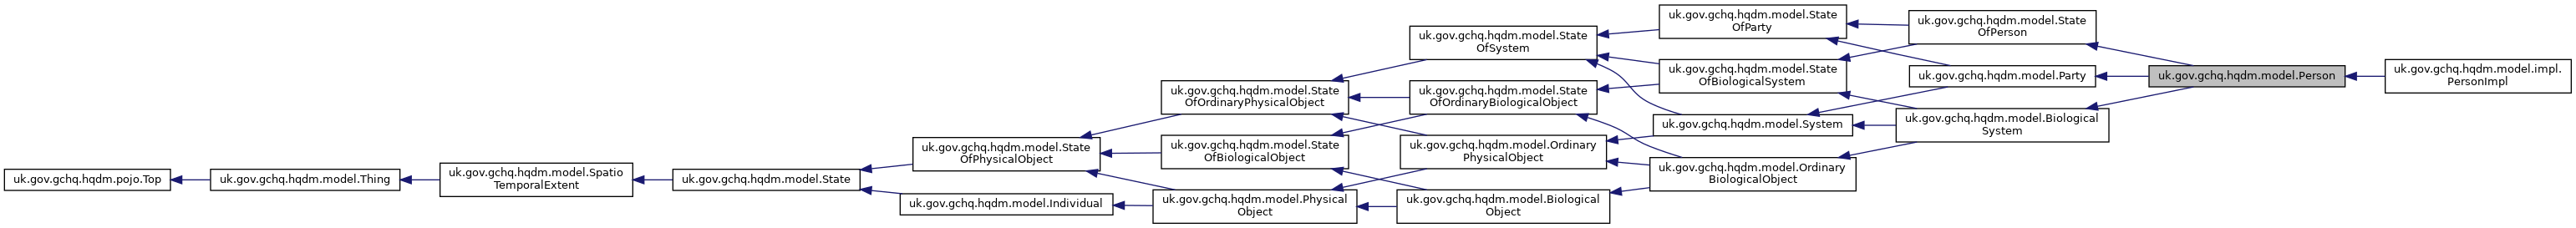 uk.gov.gchq.hqdm.pojo.Top
uk.gov.gchq.hqdm.model.Thing
uk.gov.gchq.hqdm.model.Spatio
TemporalExtent
uk.gov.gchq.hqdm.model.State
uk.gov.gchq.hqdm.model.State
OfPhysicalObject
uk.gov.gchq.hqdm.model.Individual
uk.gov.gchq.hqdm.model.State
OfOrdinaryPhysicalObject
uk.gov.gchq.hqdm.model.State
OfBiologicalObject
uk.gov.gchq.hqdm.model.Physical
Object
uk.gov.gchq.hqdm.model.State
OfSystem
uk.gov.gchq.hqdm.model.State
OfOrdinaryBiologicalObject
uk.gov.gchq.hqdm.model.Ordinary
PhysicalObject
uk.gov.gchq.hqdm.model.Biological
Object
uk.gov.gchq.hqdm.model.State
OfParty
uk.gov.gchq.hqdm.model.State
OfBiologicalSystem
uk.gov.gchq.hqdm.model.System
uk.gov.gchq.hqdm.model.Ordinary
BiologicalObject
uk.gov.gchq.hqdm.model.State
OfPerson
uk.gov.gchq.hqdm.model.Party
uk.gov.gchq.hqdm.model.Biological
System
uk.gov.gchq.hqdm.model.Person
uk.gov.gchq.hqdm.model.impl.
PersonImpl